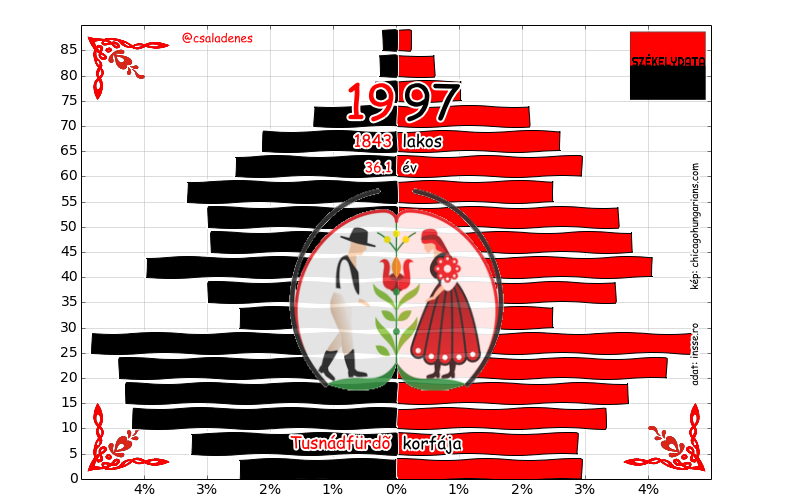 @csaladenes
SZÉKELYDATA
1997
1843 lakos
36.1 év
kép: chicagohungarians.com
adat: insse.ro
Tusnádfürdő korfája
85
80
75
70
65
60
55
50
45
40
35
30
25
20
15
10
5
0
4% 3% 2% 1% 0% 1% 2% 3% 4%